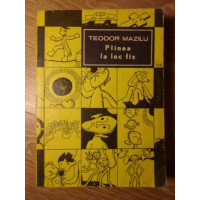 TEODOR MAZILU
Pîinea
la loc fix